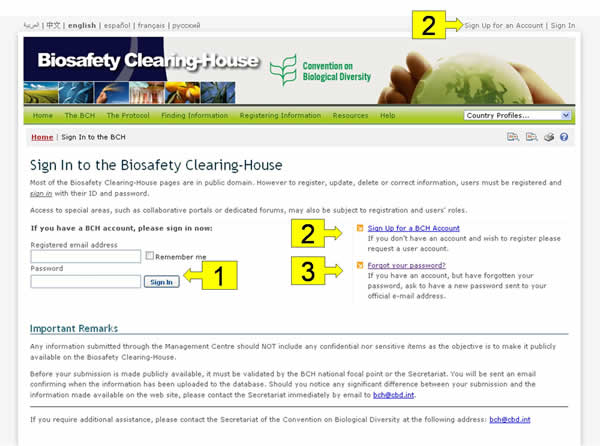 العربية | 中文 | english | español | français | русский
2
Sign Up for an Account | Sign In
Biosafety Clearing-House
Convention on
Biological Diversity
Home The BCH The Protocol Finding Information Registering Information Resources Help Country Profiles...
Home | Sign In to the BCH
Sign In to the Biosafety Clearing-House
Most of the Biosafety Clearing-House pages are in public domain. However to register, update, delete or correct information, users must be registered and
sign in with their ID and password.
Access to special areas, such as collaborative portals or dedicated forums, may also be subject to registration and users' roles.
If you have a BCH account, please sign in now:
Registered email address
Remember me
Password
Sign In
1
2
Sign Up for a BCH Account
If you don't have an account and wish to register please
request a user account.
3
Forgot your password?
If you have an account, but have forgotten your
password, ask to have a new password sent to your
official e-mail address.
Important Remarks
Any information submitted through the Management Centre should NOT include any confidential nor sensitive items as the objective is to make it publicly
available on the Biosafety Clearing-House.
Before your submission is made publicly available, it must be validated by the BCH national focal point or the Secretariat. You will be sent an email
confirming when the information has been uploaded to the database. Should you notice any significant difference between your submission and the
information made available on the web site, please contact the Secretariat immediately by email to bch@cbd.int.
If you require additional assistance, please contact the Secretariat of the Convention on Biological Diversity at the following address: bch@cbd.int